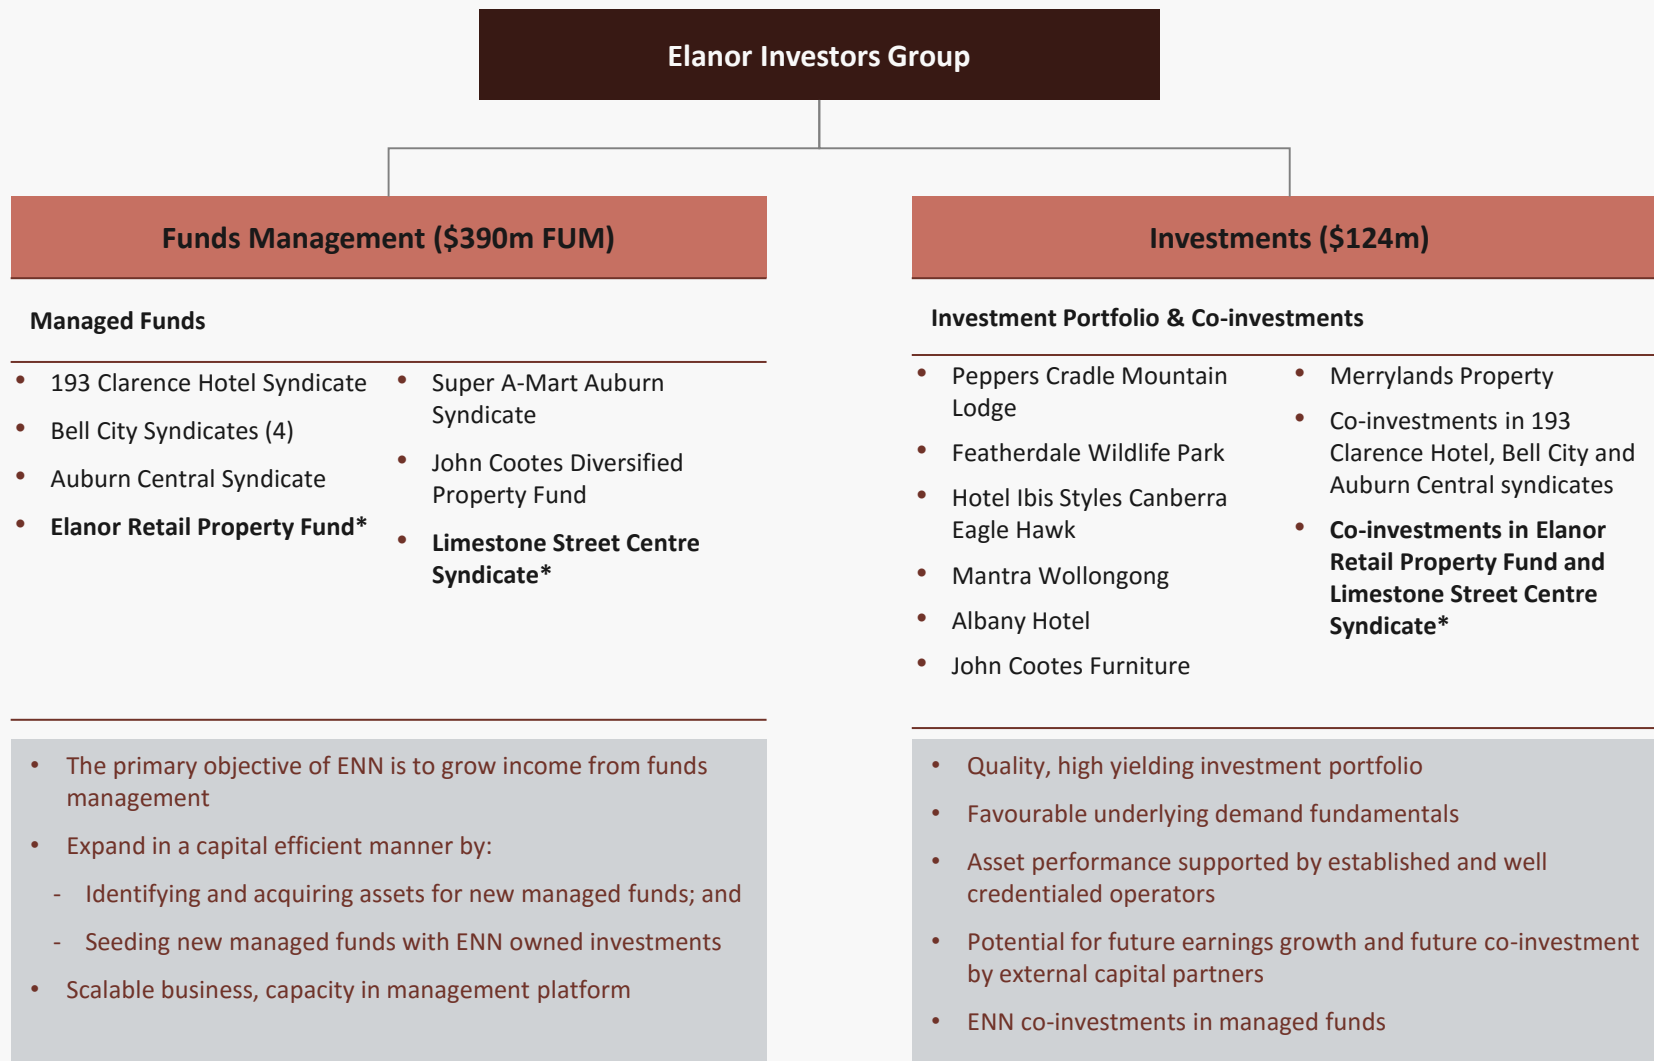 Elanor Investors Group
Funds Management ($390m FUM)
Managed Funds
• 193 Clarence Hotel Syndicate
• Bell City Syndicates (4)
• Auburn Central Syndicate
• Elanor Retail Property Fund*
• Super A-Mart Auburn
Syndicate
• John Cootes Diversified
Property Fund
• Limestone Street Centre
Syndicate*
• The primary objective of ENN is to grow income from funds
management
• Expand in a capital efficient manner by:
- Identifying and acquiring assets for new managed funds; and
- Seeding new managed funds with ENN owned investments
• Scalable business, capacity in management platform
Investments ($124m)
Investment Portfolio & Co-investments
• Peppers Cradle Mountain
Lodge
• Featherdale Wildlife Park
• Hotel Ibis Styles Canberra
Eagle Hawk
• Mantra Wollongong
• Albany Hotel
• John Cootes Furniture
• Merrylands Property
• Co-investments in 193
Clarence Hotel, Bell City and
Auburn Central syndicates
• Co-investments in Elanor
Retail Property Fund and
Limestone Street Centre
Syndicate*
• Quality, high yielding investment portfolio
• Favourable underlying demand fundamentals
• Asset performance supported by established and well
credentialed operators
• Potential for future earnings growth and future co-investment
by external capital partners
• ENN co-investments in managed funds